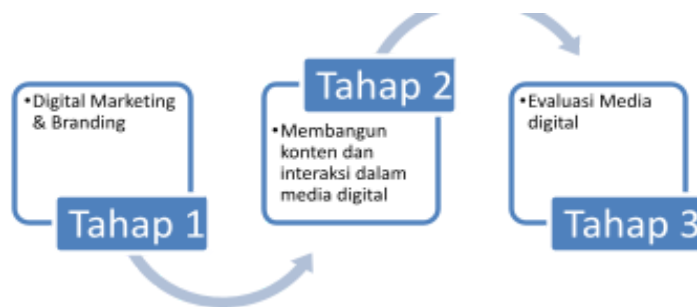 •Digital Marketing
& Branding
Tahap 1
Tahap 2
•Membangun
konten dan
interaksi dalam
media digital
•Evaluasi Media
digital
Tahap 3